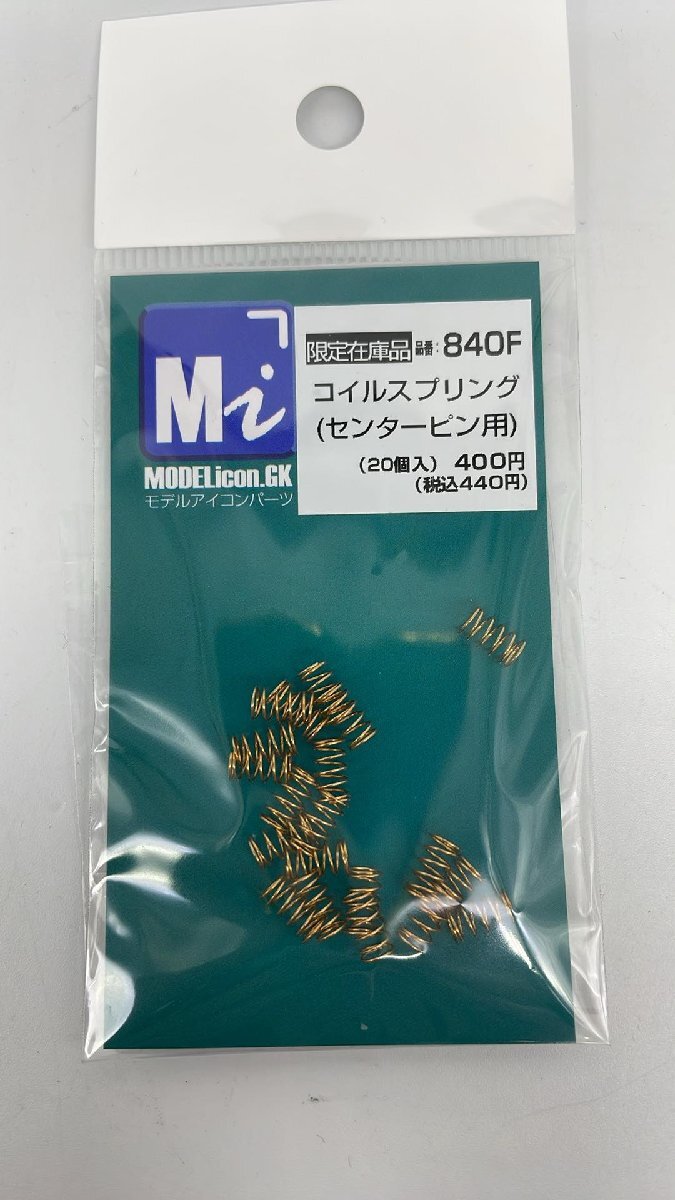 Mi
MODELicon.GK
モデルアイコンパーツ
限定在庫品 品番：840F
コイルスプリング
(センターピン用)
(20個入) 400円
(税込440円)